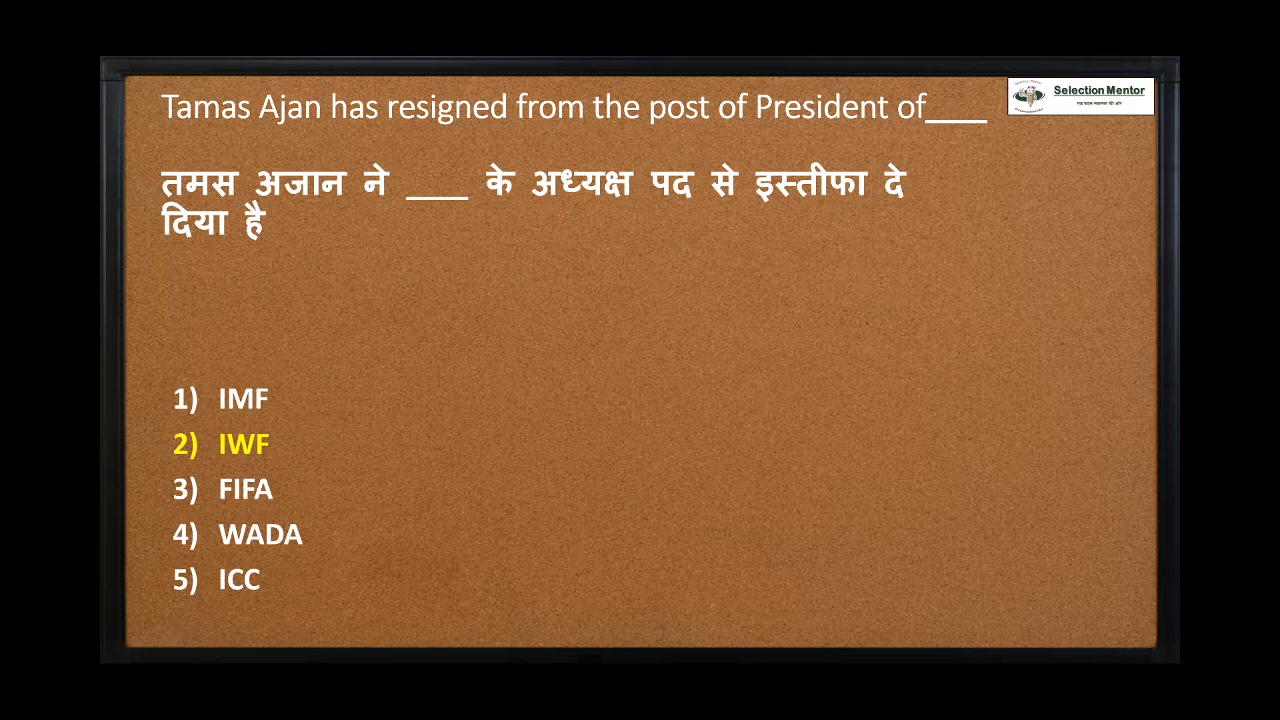 Tamas Ajan has resigned from the post of President of____
Selection Mentor
तमस अजान ने ____ के अध्यक्ष पद से इस्तीफा दे
दिया है
1) IMF
2) IWF
3) FIFA
4) WADA
5) ICC